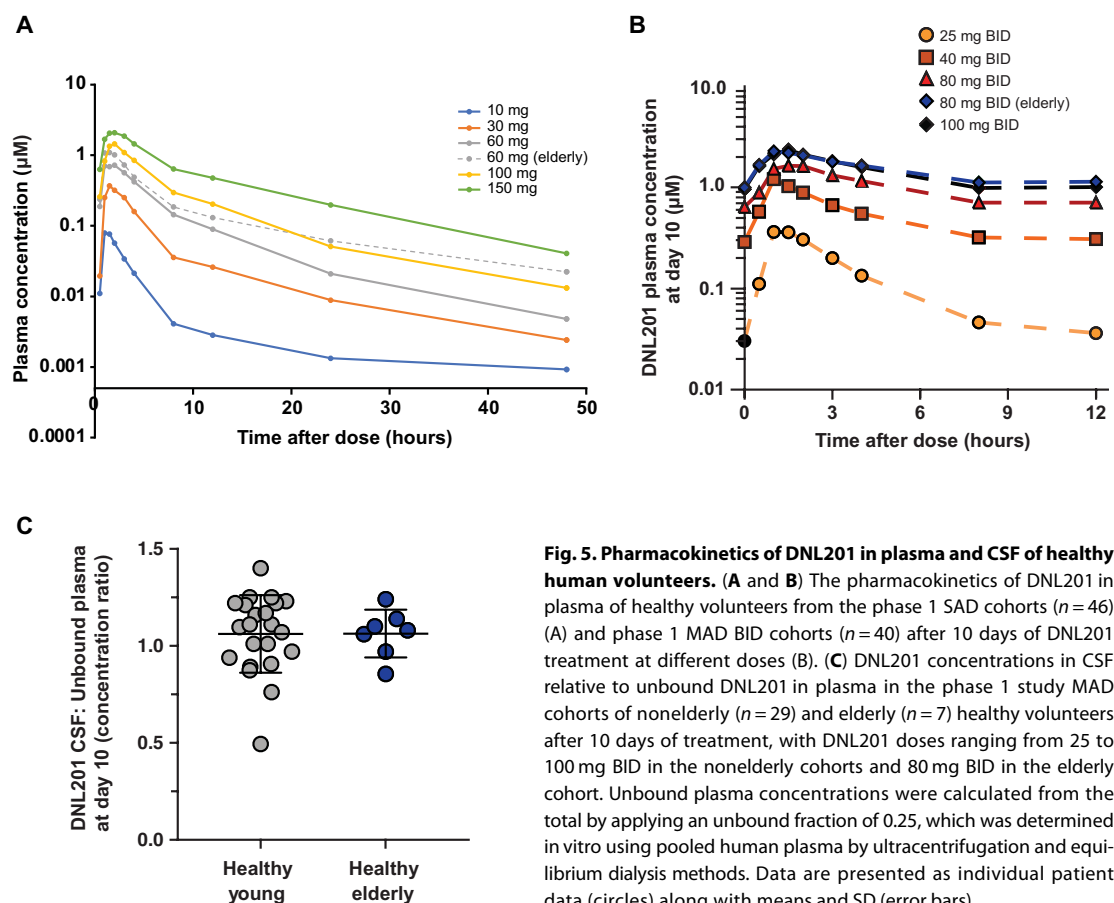 A
10
1
0.1
0.01
0.001
0.0001
Plasma concentration (µM)
0
10
20
30
40
50
Time after dose (hours)
10 mg
30 mg
60 mg
60 mg (elderly)
100 mg
150 mg
B
25 mg BID
40 mg BID
80 mg BID
80 mg BID (elderly)
100 mg BID
10.0
1.0
0.1
0.01
DNL201 plasma concentration
at day 10 (µM)
0
3
6
9
12
Time after dose (hours)
C
1.5
1.0
0.5
0.0
DNL201 CSF: Unbound plasma
at day 10 (concentration ratio)
Healthy
young
Healthy
elderly
Fig. 5. Pharmacokinetics of DNL201 in plasma and CSF of healthy
human volunteers. (A and B) The pharmacokinetics of DNL201 in
plasma of healthy volunteers from the phase 1 SAD cohorts (n = 46)
(A) and phase 1 MAD BID cohorts (n = 40) after 10 days of DNL201
treatment at different doses (B). (C) DNL201 concentrations in CSF
relative to unbound DNL201 in plasma in the phase 1 study MAD
cohorts of nonelderly (n = 29) and elderly (n = 7) healthy volunteers
after 10 days of treatment, with DNL201 doses ranging from 25 to
100 mg BID in the nonelderly cohorts and 80 mg BID in the elderly
cohort. Unbound plasma concentrations were calculated from the
total by applying an unbound fraction of 0.25, which was determined
in vitro using pooled human plasma by ultracentrifugation and equi-
librium dialysis methods. Data are presented as individual patient
data (circles) along with means and SD (error bars).